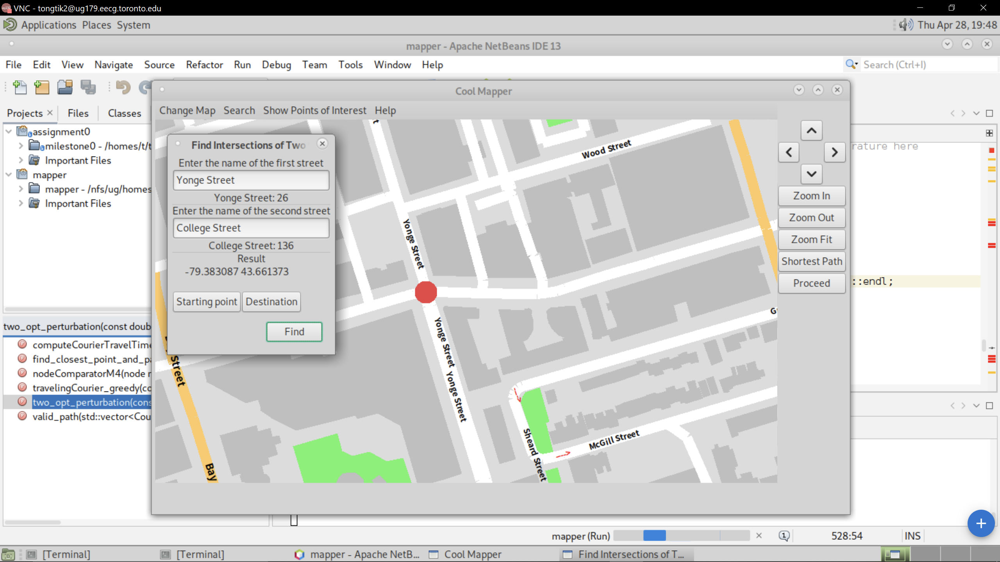 VNC - tongtik2@ug179.eecg.toronto.edu
Applications Places System
Thu Apr 28, 19:48
mapper - Apache NetBeans IDE 13
File Edit View Navigate Source Refactor Run Debug Team Tools Window Help
Search (Ctrl+I)
Cool Mapper
Change Map Search Show Points of Interest Help
Projects Files Classes
assignment0
milestone0 - /homes/t/t
Important Files
mapper
mapper - /nfs/ug/homes
Important Files
rature here
::endl;
Find Intersections of Two
Enter the name of the first street
Yonge Street
Yonge Street: 26
Enter the name of the second street
College Street
College Street: 136
Result
-79.383087 43.661373
Starting point Destination
Find
Wood Street
Yonge Street
Yonge Street
Yonge Street
Sheard Street
McGill Street
Street
Bay
G
Zoom In
Zoom Out
Zoom Fit
Shortest Path
Proceed
two_opt_perturbation(const doub
computeCourierTravelTime
find_closest_point_and_pa
nodeComparatorM4(node r
travelingCourier_greedy(co
two_opt_perturbation(cons
valid_path(std::vector<Cou
mapper (Run)
1
528:54
INS
[Terminal]
[Terminal]
mapper - Apache NetB...
Cool Mapper
Find Intersections of T...